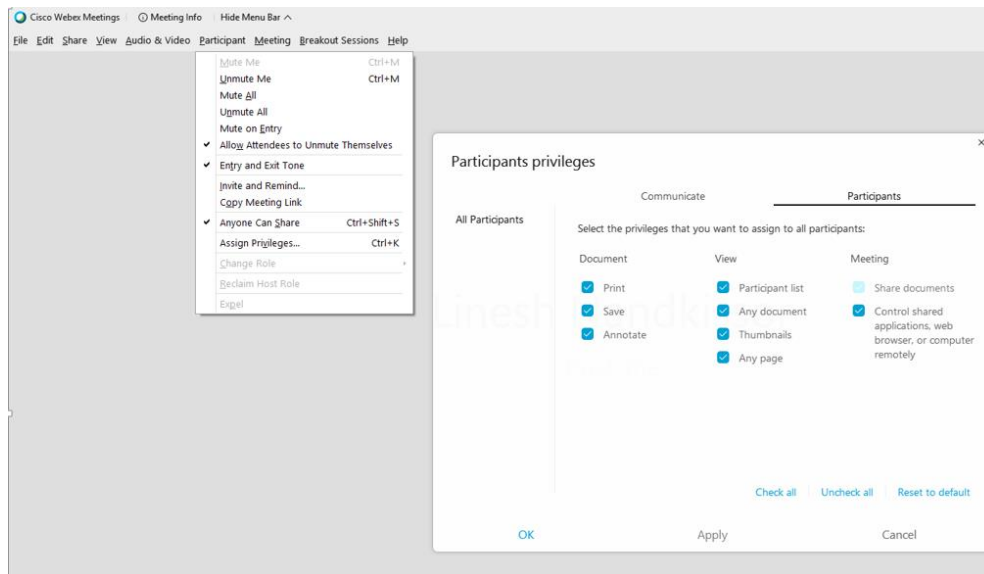 Cisco Webex Meetings Meeting Info Hide Menu Bar
File Edit Share View Audio & Video Participant Meeting Breakout Sessions Help
Mute Me Ctrl+M
Unmute Me Ctrl+M
Mute All
Unmute All
Mute on Entry
Allow Attendees to Unmute Themselves
Entry and Exit Tone
Invite and Remind...
Copy Meeting Link
Anyone Can Share Ctrl+Shift+S
Assign Privileges... Ctrl+K
Change Role
Reclaim Host Role
Expel
Participants privileges
Communicate Participants
All Participants
Select the privileges that you want to assign to all participants:
Document
Print
Save
Annotate
View
Participant list
Any document
Thumbnails
Any page
Meeting
Share documents
Control shared
applications, web
browser, or computer
remotely
Linesh
Check all Uncheck all Reset to default
OK Apply Cancel